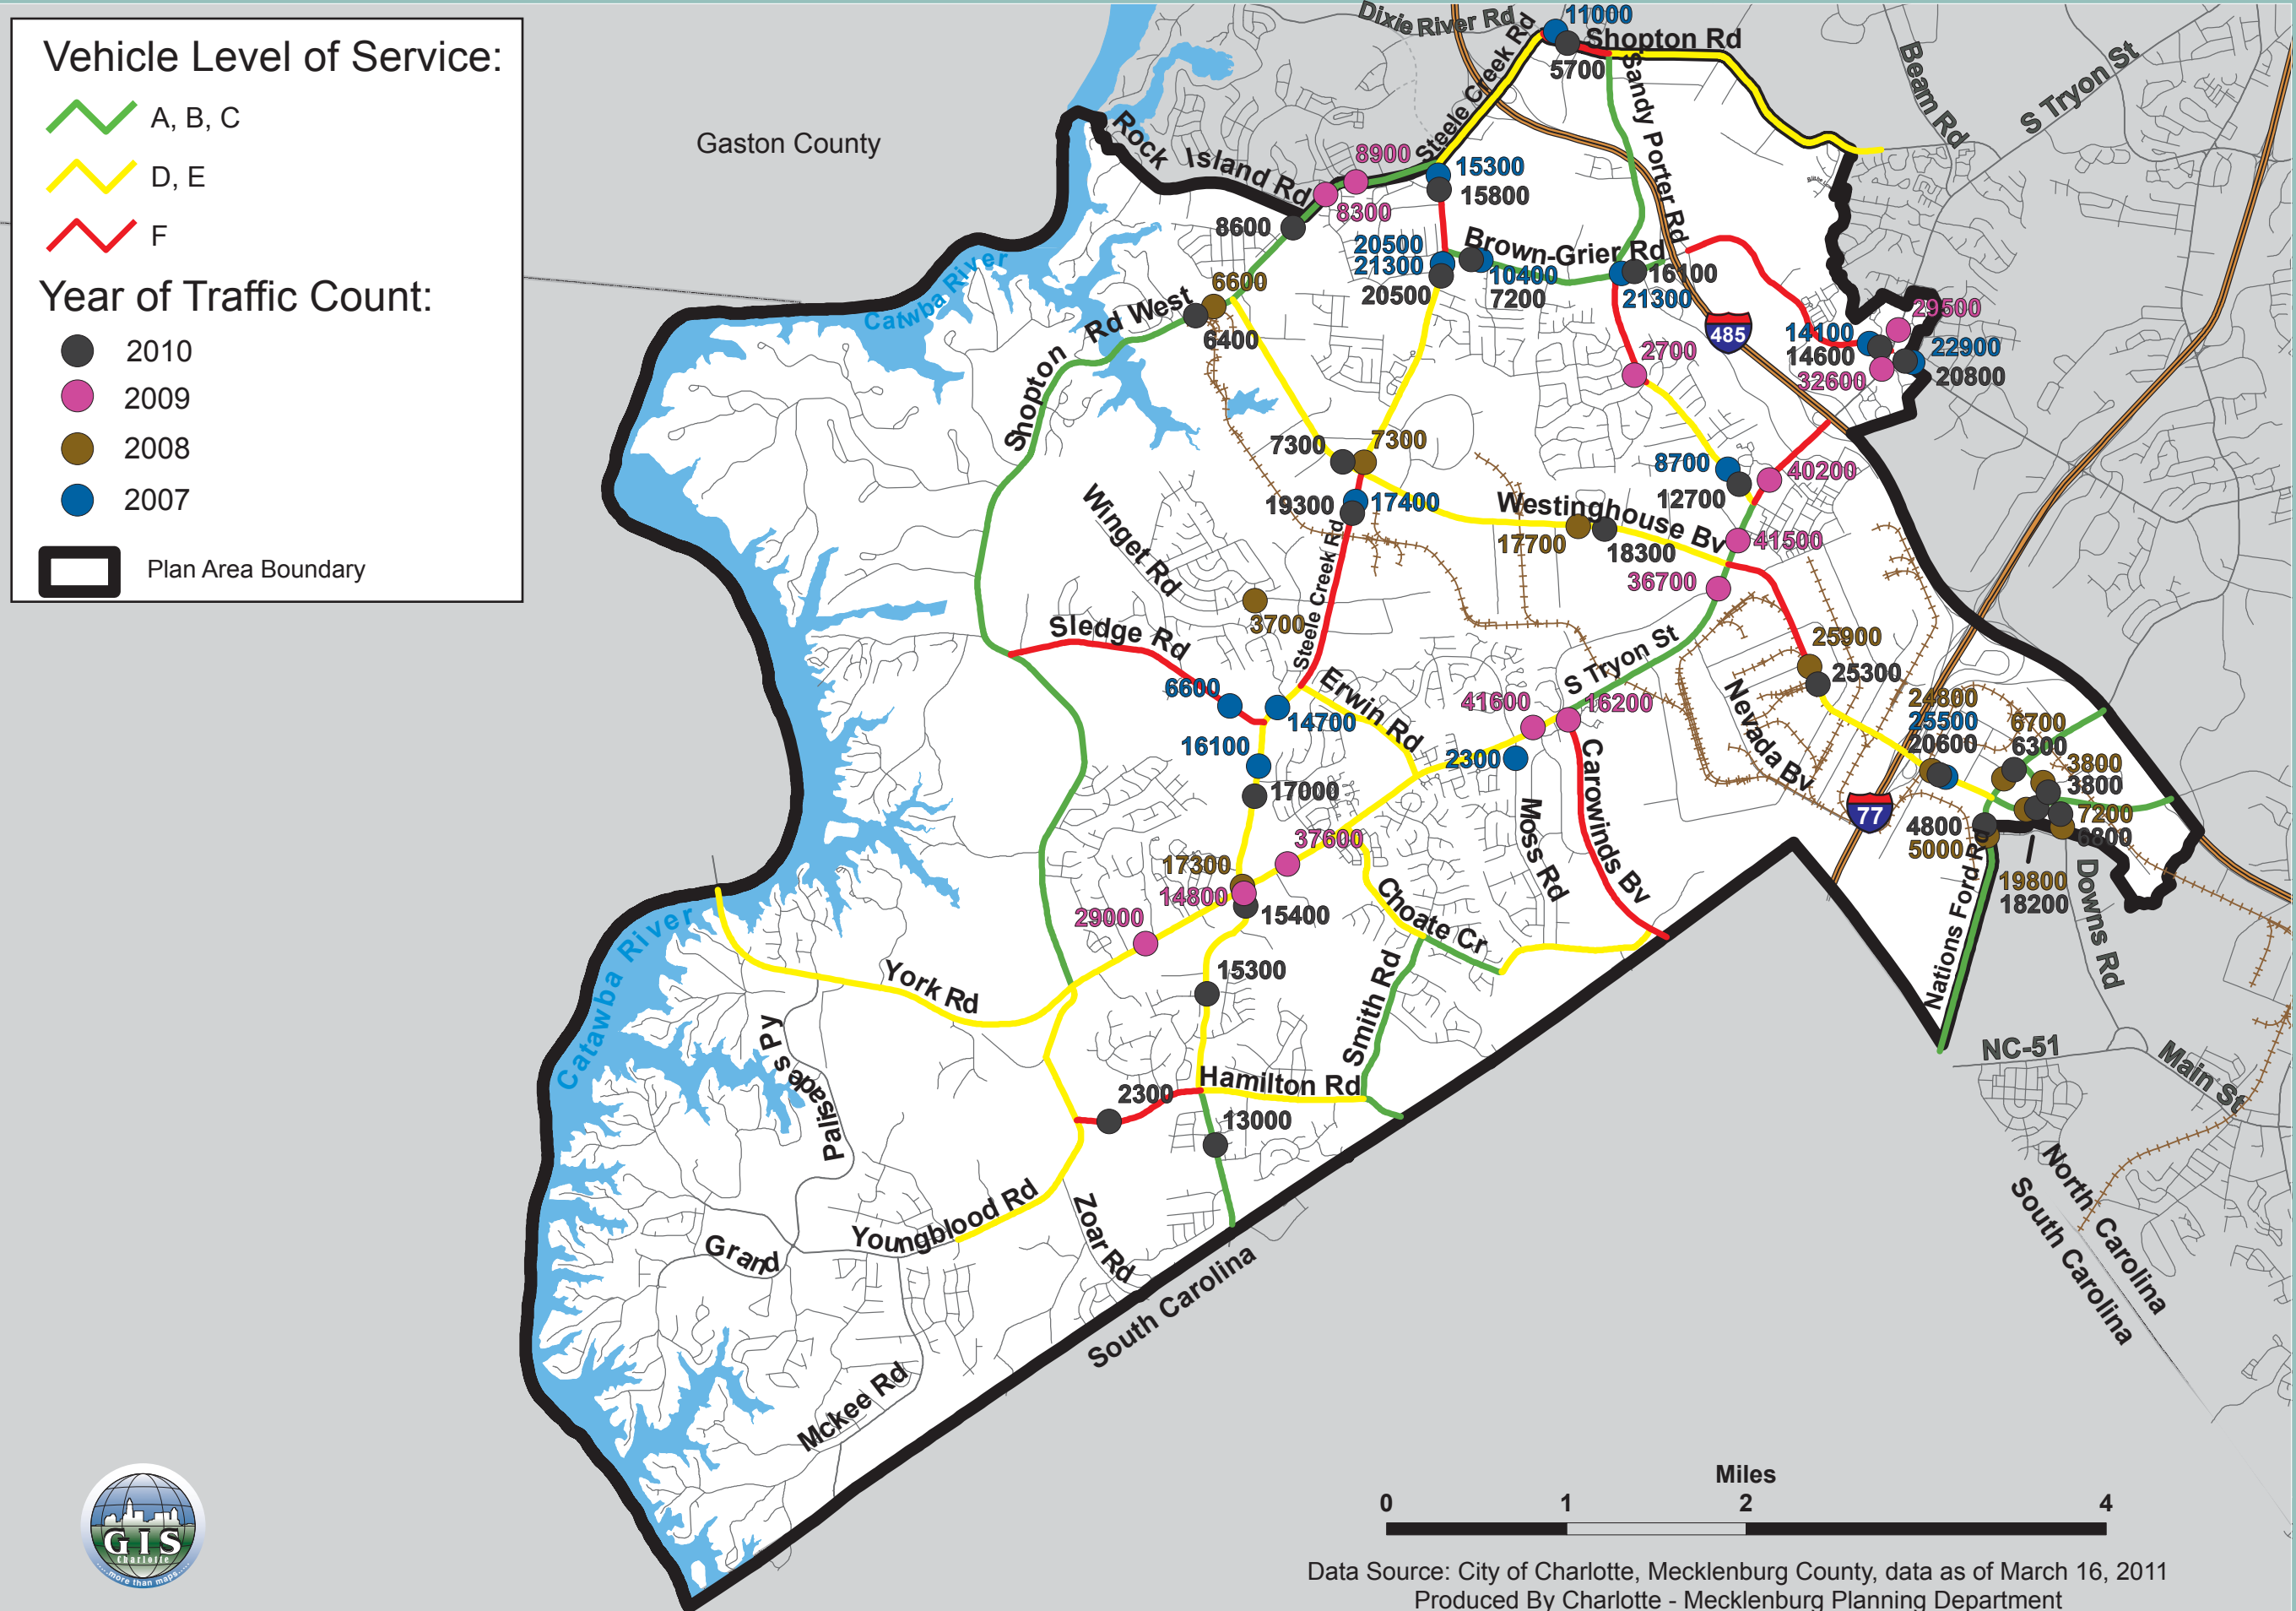 Vehicle Level of Service:
A, B, C
D, E
F
Year of Traffic Count:
2010
2009
2008
2007
Plan Area Boundary
Gaston County
Dixie River Rd
Steele Creek Rd
11000
Shopton Rd
5700
Sandy Porter Rd
Beam Rd
S Tryon St
Rock Island Rd
8900
8300
8600
15300
15800
20500
21300
20500
Brown-Grier Rd
10400
7200
16100
21300
485
2700
29500
14100
14600
32600
22900
20800
Catwba River
6600
6400
Shopton Rd West
7300
7300
19300
17400
Westinghouse Bv
17700
18300
8700
12700
40200
41500
36700
Winget Rd
3700
Steele Creek Rd
Sledge Rd
6600
14700
16100
17000
Erwin Rd
S Tryon St
41600
16200
2300
Carowinds Bv
Moss Rd
Nevada Bv
25900
25300
24800
25500
20600
6700
6300
3800
3800
7200
6800
77
4800
5000
19800
18200
Nations Ford Rd
Downs Rd
37600
17300
14800
15400
29000
15300
Choate Cr
Smith Rd
Catawba River
York Rd
Palisades Py
Grand
2300
Hamilton Rd
13000
Youngblood Rd
Zoar Rd
Mckee Rd
South Carolina
NC-51
Main St
North Carolina
South Carolina
GIS
Charlotte
...more than maps...
Miles
0 1 2 4
Data Source: City of Charlotte, Mecklenburg County, data as of March 16, 2011
Produced By Charlotte - Mecklenburg Planning Department